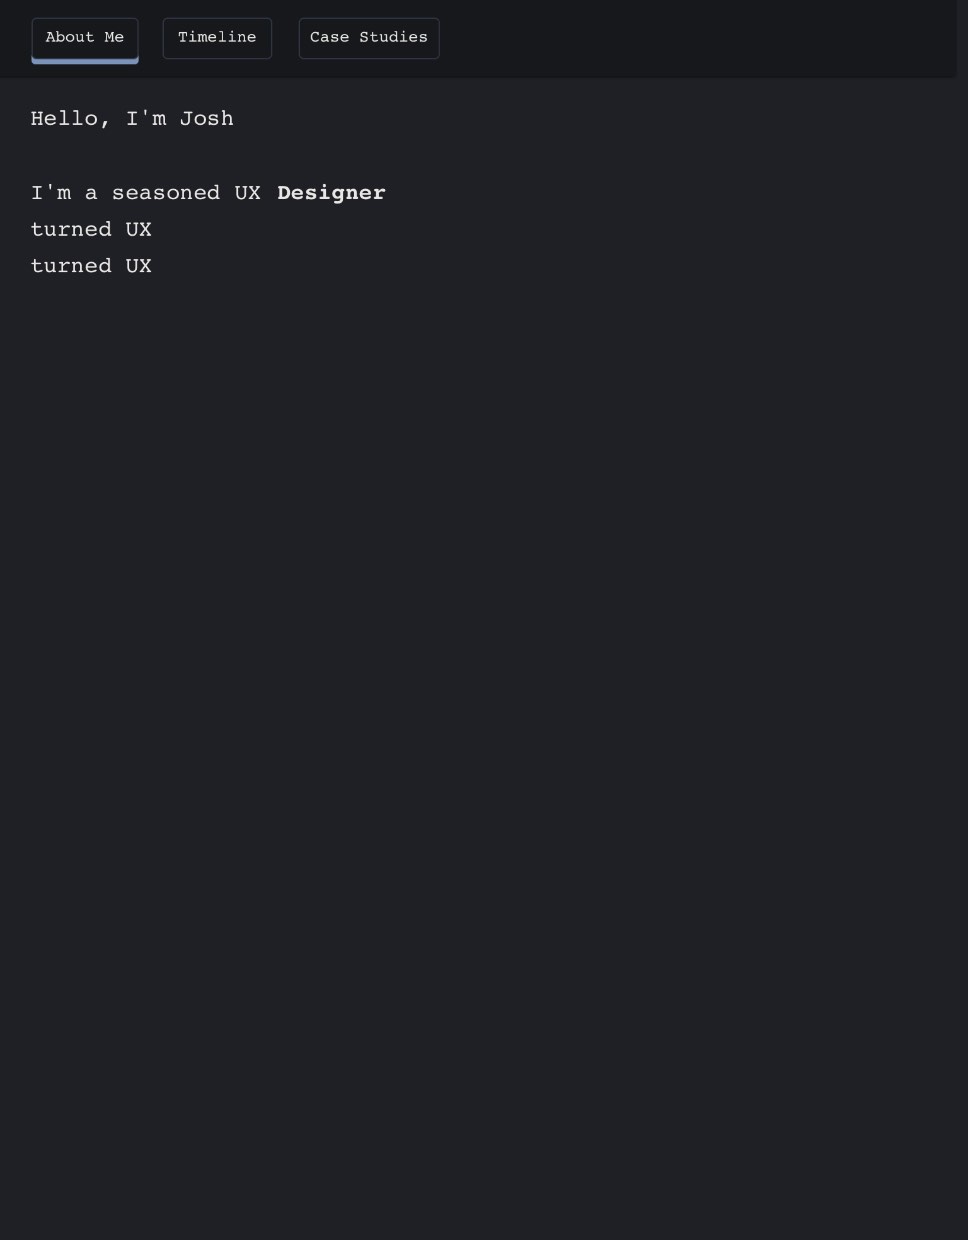 About Me
Timeline
Case Studies
Hello, I'm Josh
I'm a seasoned UX Designer
turned UX
turned UX